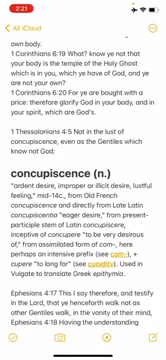 2:21
All iCloud
own body.
1 Corinthians 6:19 What? know ye not that
your body is the temple of the Holy Ghost
which is in you, which ye have of God, and
ye are not your own?
1 Corinthians 6:20 For ye are bought with a
price: therefore glorify God in your body, and
in your spirit, which are God's.
1 Thessalonians 4:5 Not in the lust of
concupiscence, even as the Gentiles which
know not God:
concupiscence (n.)
"ardent desire, improper or illicit desire, lustful
feeling," mid-14c., from Old French
concupiscence and directly from Late Latin
concupiscentia "eager desire," from present
participle stem of Latin concupiscere,
inceptive of concupere "to be very desirous
of," from assimilated form of com-, here
perhaps an intensive prefix (see com-), +
cupere "to long for" (see cupidity). Used in
Vulgate to translate Greek epithymia.
Ephesians 4:17 This I say therefore, and testify
in the Lord, that ye henceforth walk not as
other Gentiles walk, in the vanity of their mind,
Ephesians 4:18 Having the understanding